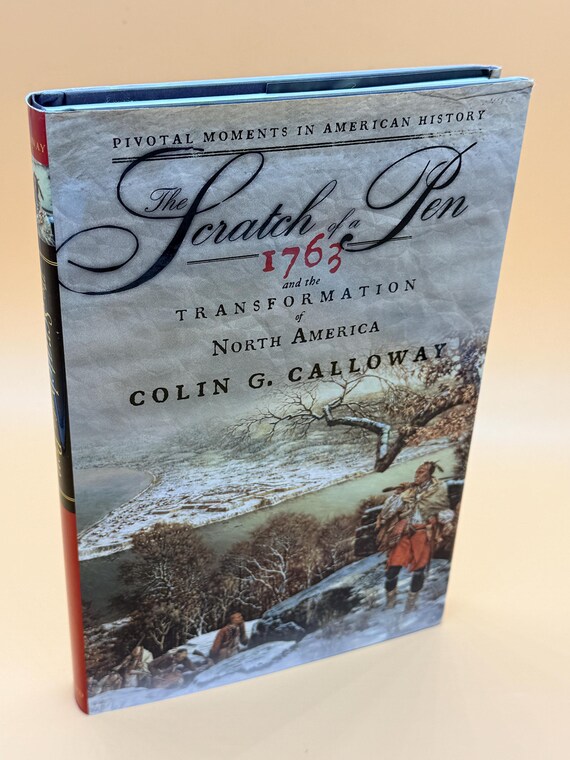 PIVOTAL MOMENTS IN AMERICAN HISTORY
The Scratch of a Pen
1763
and the
TRANSFORMATION
of
NORTH AMERICA
COLIN G. CALLOWAY